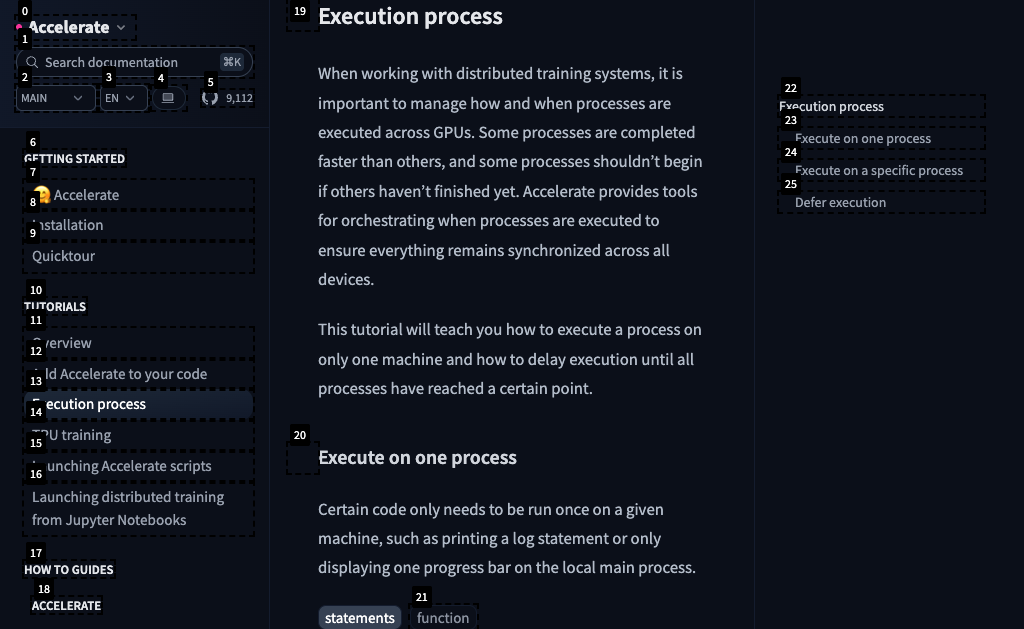 0
Accelerate
1
Search documentation ⌘K
2
MAIN
3
EN
4
5
9,112
6
GETTING STARTED
7
🤗 Accelerate
8
Installation
9
Quicktour
10
TUTORIALS
11
Overview
12
Add Accelerate to your code
13
Execution process
14
TPU training
15
Launching Accelerate scripts
16
Launching distributed training
from Jupyter Notebooks
17
HOW TO GUIDES
18
ACCELERATE
19
Execution process
When working with distributed training systems, it is
important to manage how and when processes are
executed across GPUs. Some processes are completed
faster than others, and some processes shouldn't begin
if others haven't finished yet. Accelerate provides tools
for orchestrating when processes are executed to
ensure everything remains synchronized across all
devices.
This tutorial will teach you how to execute a process on
only one machine and how to delay execution until all
processes have reached a certain point.
20
Execute on one process
Certain code only needs to be run once on a given
machine, such as printing a log statement or only
displaying one progress bar on the local main process.
statements
21
function
22
Execution process
23
Execute on one process
24
Execute on a specific process
25
Defer execution